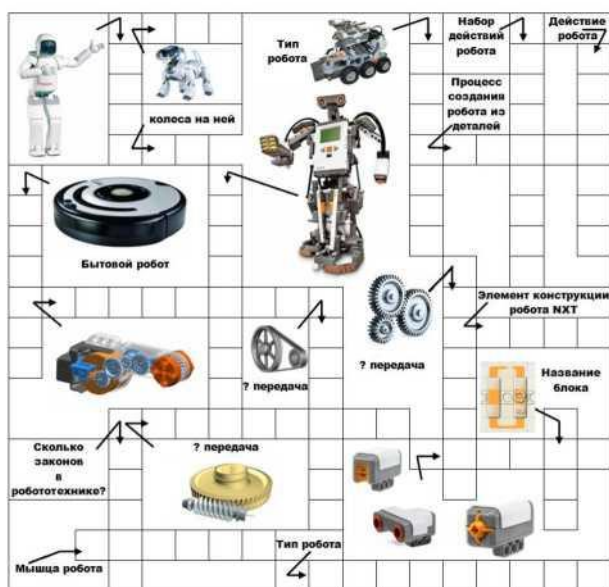 Тип
робота
Набор
действий
робота
Действие
робота
Процесс
создания
робота из
деталей
колеса на ней
Бытовой робот
Элемент конструкции
робота NXT
? передача
? передача
Название
блока
Сколько
законов
в
робототехнике?
? передача
Мышца робота
Тип робота